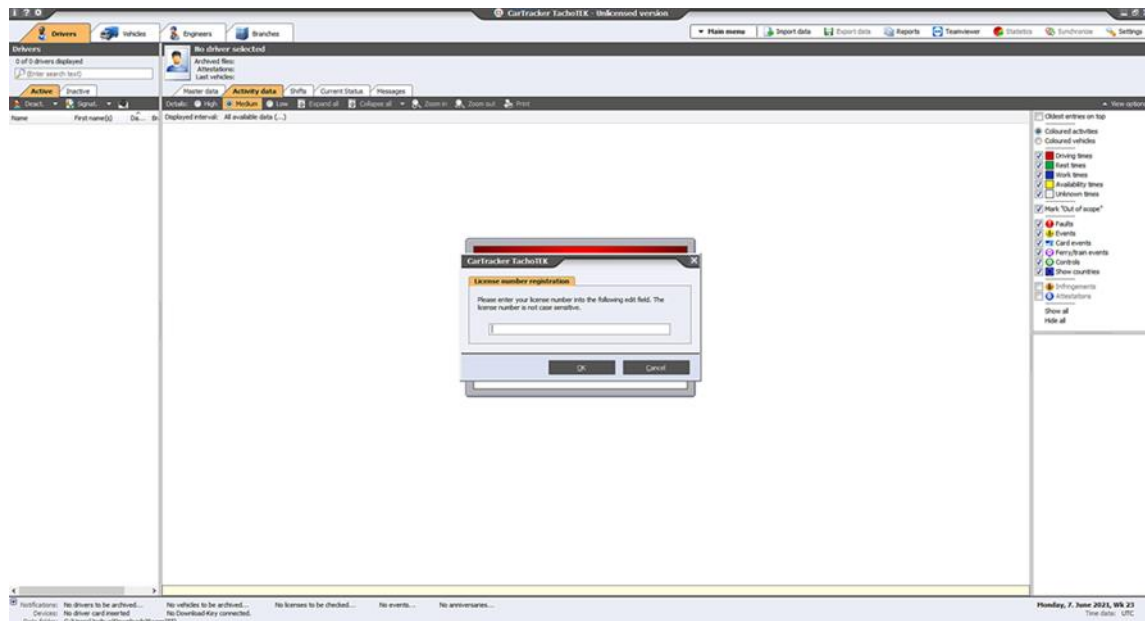 CarTracker TachoTEK - Unlicensed version
Drivers Vehicles Engineers Branches
Main menu Import data Export data Reports Teamviewer Statistics Synchronize Settings
Drivers
0 of 0 drivers displayed
(Enter search text)
Active Inactive
Deact. Signat.
Name First name(s) Da...
No driver selected
Archived files:
Attestations:
Last vehicles:
Master data Activity data Shifts Current Status Messages
Details: High Medium Low Expand all Collapse all Zoom in Zoom out Print
View option
Displayed interval: All available data (...)
Oldest entries on top
Coloured activities
Coloured vehicles
Driving times
Rest times
Work times
Availability times
Unknown times
Mark "Out of scope"
Faults
Events
Card events
Ferry/train events
Controls
Show countries
Infringements
Attestations
Show all
Hide all
CarTracker TachoTEK
License number registration
Please enter your license number into the following edit field. The
license number is not case sensitive.
OK Cancel
Notifications: No drivers to be archived... No vehicles to be archived... No licenses to be checked... No events... No anniversaries...
Devices: No driver card inserted No Download-Key connected.
Monday, 7. June 2021, Wk 23
Time data: UTC